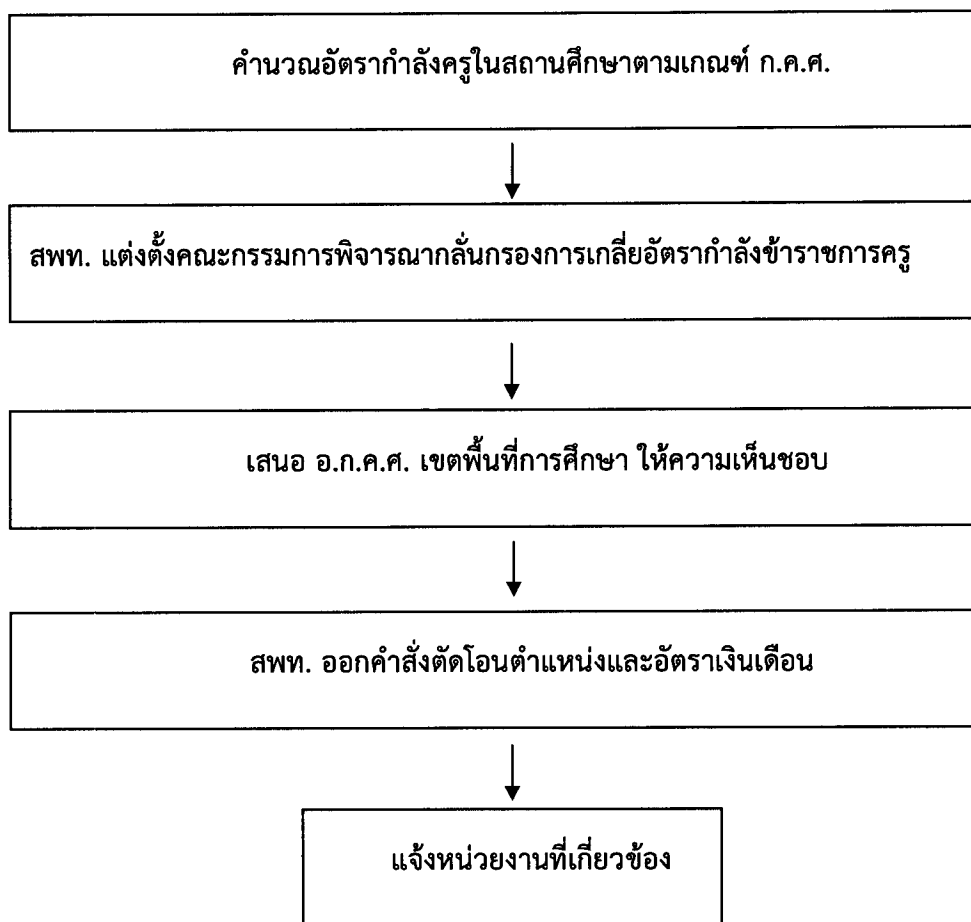 คำนวณอัตรากำลังครูในสถานศึกษาตามเกณฑ์ ก.ค.ศ.
สพท. แต่งตั้งคณะกรรมการพิจารณากลั่นกรองการเกลี่ยอัตรากำลังข้าราชการครู
เสนอ อ.ก.ค.ศ. เขตพื้นที่การศึกษา ให้ความเห็นชอบ
สพท. ออกคำสั่งตัดโอนตำแหน่งและอัตราเงินเดือน
แจ้งหน่วยงานที่เกี่ยวข้อง